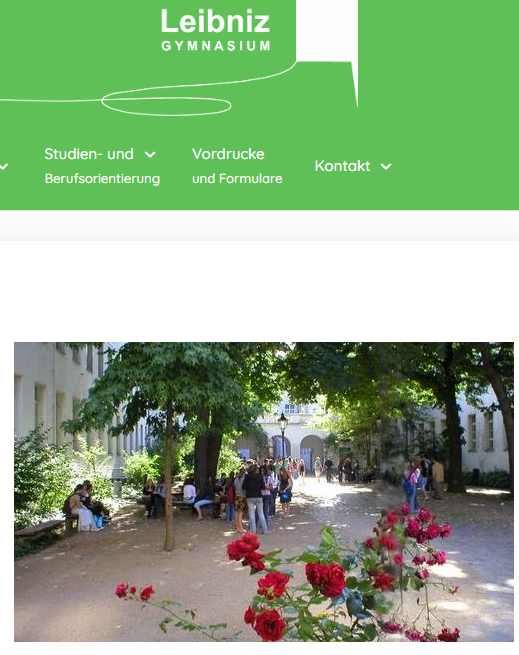 Leibniz
GYMNASIUM
Studien- und
Berufsorientierung
Vordrucke
und Formulare
Kontakt